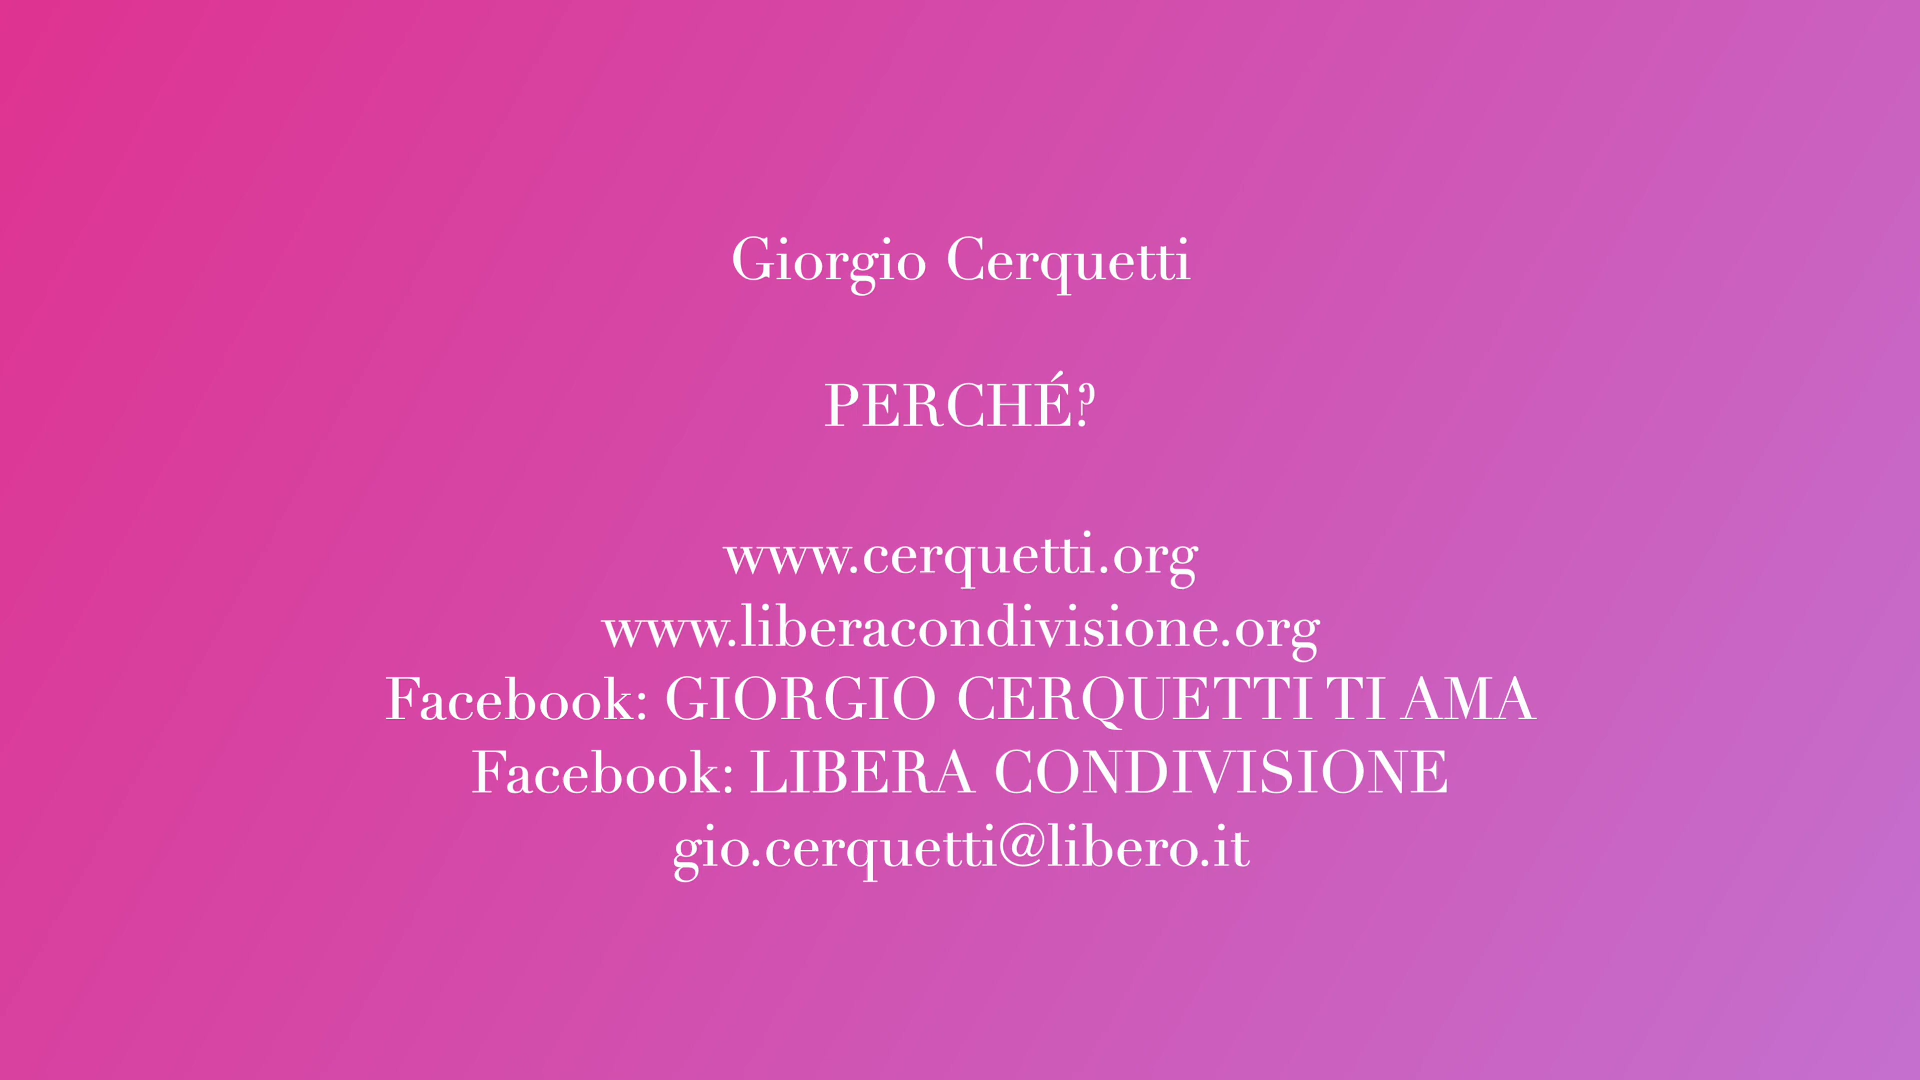 Giorgio Cerquetti
PERCHÉ?
www.cerquetti.org
www.liberacondivisione.org
Facebook: GIORGIO CERQUETTI TI AMA
Facebook: LIBERA CONDIVISIONE
gio.cerquetti@libero.it